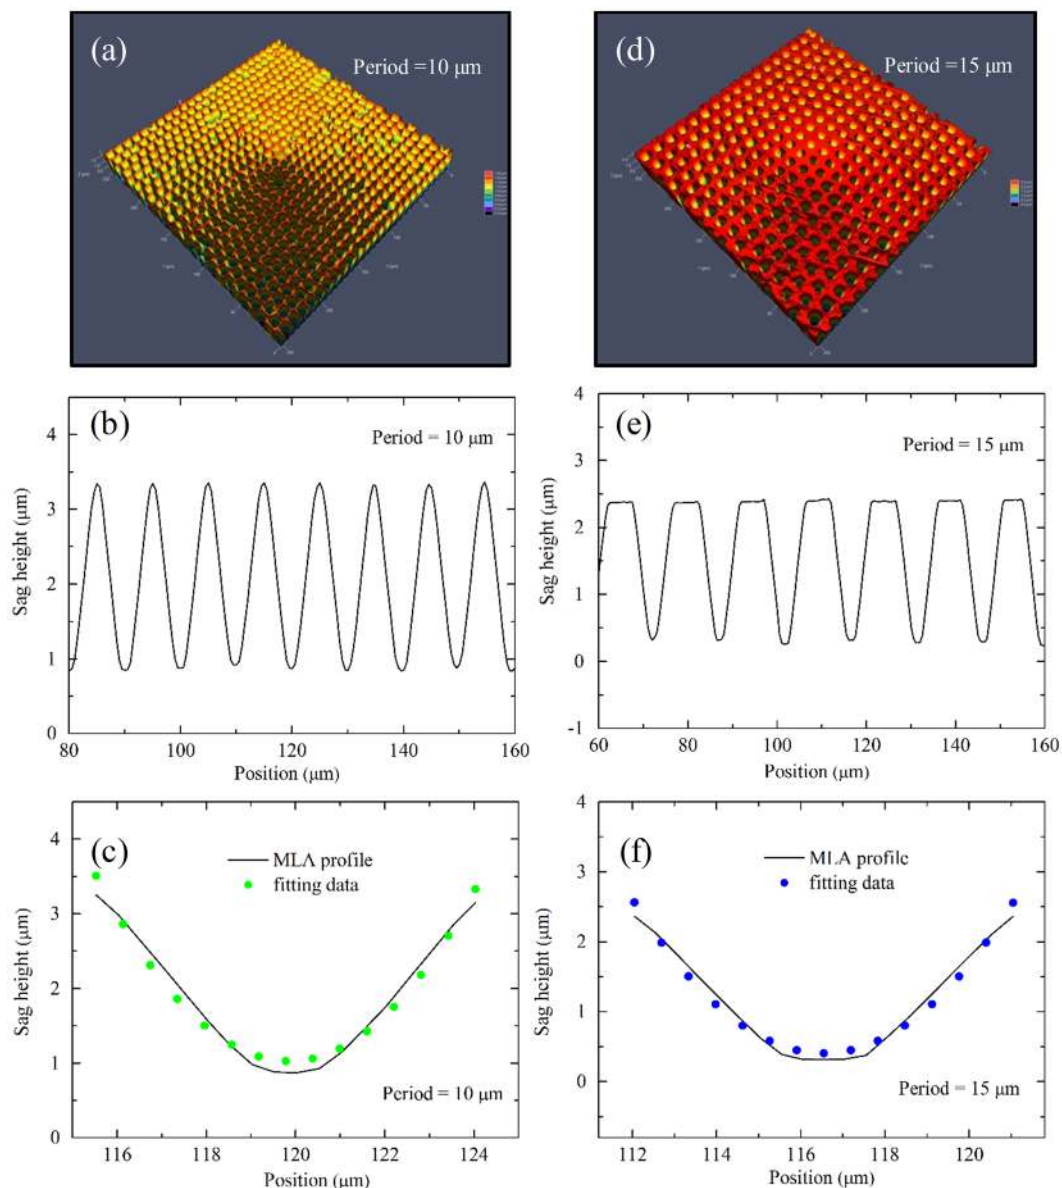 (a)
Period =10 μm
(d)
Period =15 μm
(b)
Period = 10 μm
4
3
2
1
0
Sag height (μm)
80
100
120
140
160
Position (μm)
(e)
Period = 15 μm
4
3
2
1
0
-1
Sag height (μm)
60
80
100
120
140
160
Position (μm)
(c)
MLA profile
fitting data
Period = 10 μm
4
3
2
1
0
Sag height (μm)
116
118
120
122
124
Position (μm)
(f)
MLA profile
fitting data
Period = 15 μm
4
3
2
1
0
Sag height (μm)
112
114
116
118
120
Position (μm)